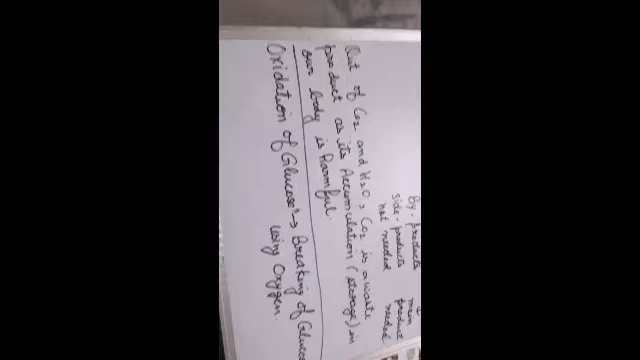 By-products main
side-products product
not needed needed
Out of Co2 and H2O, Co2 is a waste
product as its Accumulation (storage) in
our body is Harmful.
Oxidation of Glucose → Breaking of Glucose
using Oxygen.